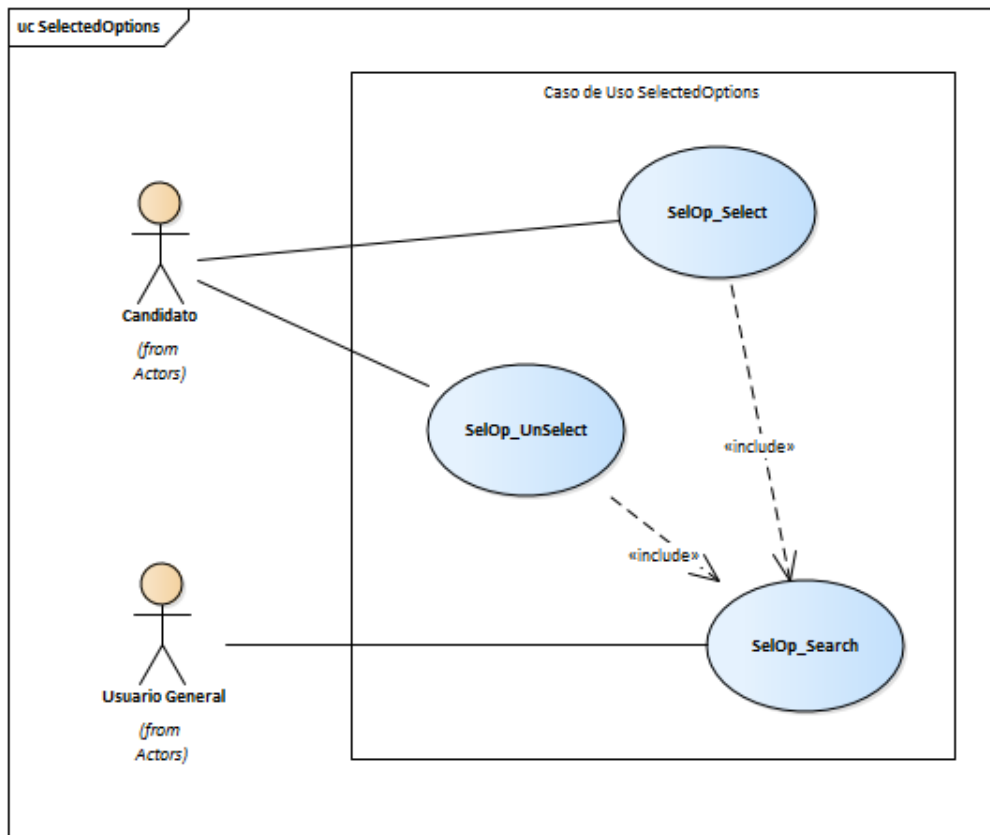 uc SelectedOptions
Caso de Uso SelectedOptions
SelOp_Select
Candidato
(from
Actors)
SelOp_UnSelect
«include»
«include»
SelOp_Search
Usuario General
(from
Actors)